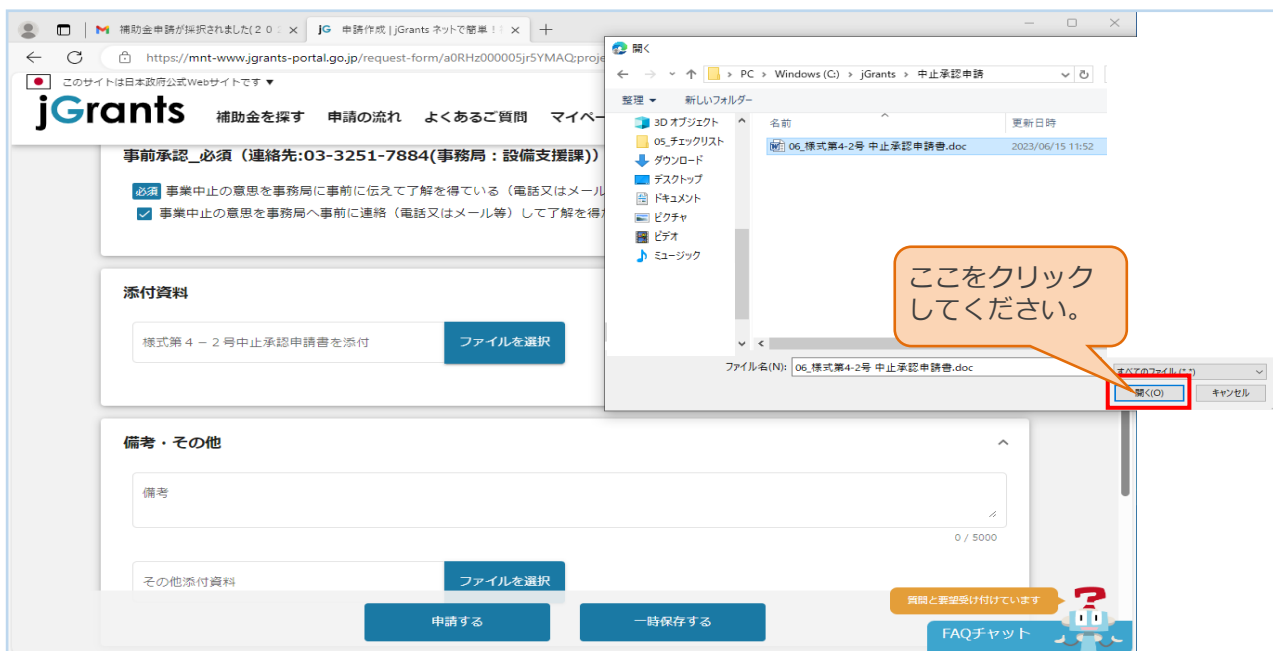 補助金申請が採択されました(２０
jG 申請作成 | jGrants ネットで簡単！
https://mnt-www.jgrants-portal.go.jp/request-form/a0RHz000005jr5YMAQ;proje
このサイトは日本政府公式Webサイトです ▼
jGrants
補助金を探す 申請の流れ よくあるご質問 マイペー
事前承認_必須（連絡先:03-3251-7884(事務局：設備支援課)）
必須 事業中止の意思を事務局に事前に伝えて了解を得ている（電話又はメール
事業中止の意思を事務局へ事前に連絡（電話又はメール等）して了解を得
添付資料
様式第４－２号中止承認申請書を添付
ファイルを選択
備考・その他
備考
0 / 5000
その他添付資料
ファイルを選択
申請する
一時保存する
質問と要望受け付けています
FAQチャット
開く
PC > Windows (C:) > jGrants > 中止承認申請
整理 ▼ 新しいフォルダー
3D オブジェクト
05_チェックリスト
ダウンロード
デスクトップ
ドキュメント
ピクチャ
ビデオ
ミュージック
名前 更新日時
06_様式第4-2号 中止承認申請書.doc 2023/06/15 11:52
ここをクリック
してください。
ファイル名(N): 06_様式第4-2号 中止承認申請書.doc
すべてのファイル (*.*)
開く(O) キャンセル